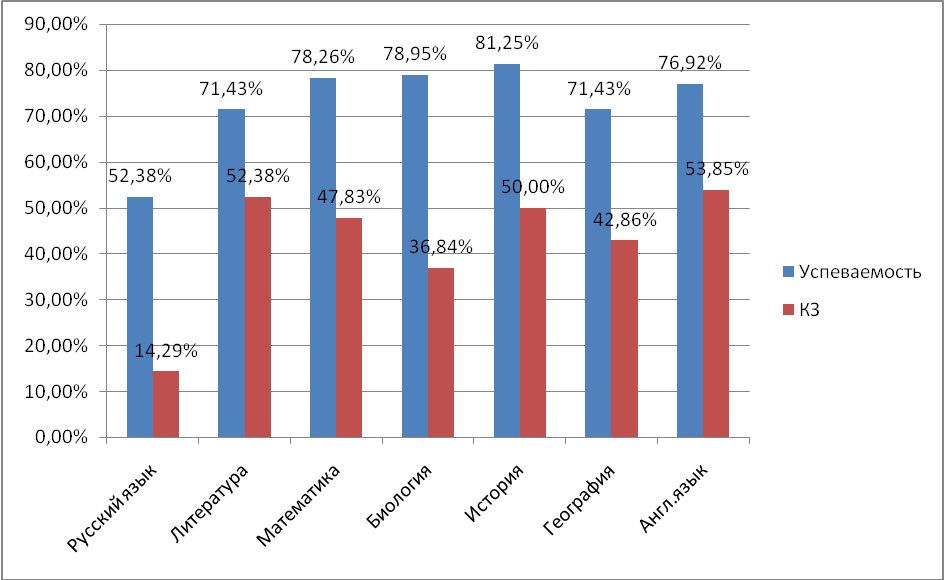 90,00%
80,00%
70,00%
60,00%
50,00%
40,00%
30,00%
20,00%
10,00%
0,00%
52,38%
14,29%
71,43%
52,38%
78,26%
47,83%
78,95%
36,84%
81,25%
50,00%
71,43%
42,86%
76,92%
53,85%
Русский язык
Литература
Математика
Биология
История
География
Англ.язык
Успеваемость
КЗ